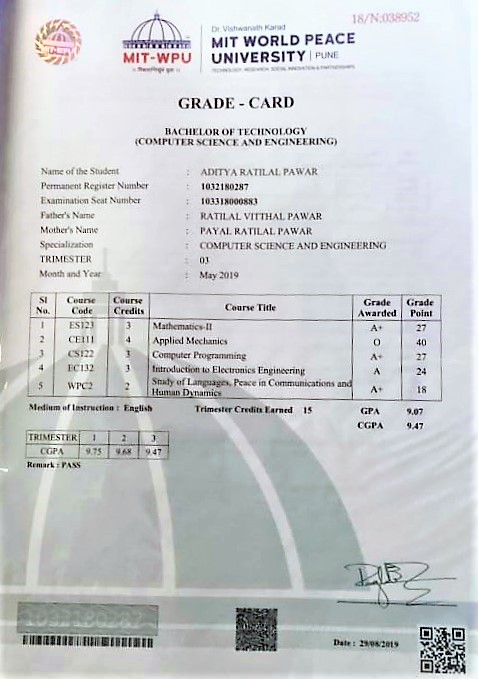 18/N:038952
MIT-WPU
Dr. Vishwanath Karad
MIT WORLD PEACE
UNIVERSITY | PUNE
TECHNOLOGY, RESEARCH, SOCIAL INNOVATION & PARTNERSHIPS
MIT-WPU
GRADE - CARD
BACHELOR OF TECHNOLOGY
(COMPUTER SCIENCE AND ENGINEERING)
Name of the Student : ADITYA RATILAL PAWAR
Permanent Register Number : 1032180287
Examination Seat Number : 103318000883
Father's Name : RATILAL VITTHAL PAWAR
Mother's Name : PAYAL RATILAL PAWAR
Specialization : COMPUTER SCIENCE AND ENGINEERING
TRIMESTER : 03
Month and Year : May 2019
Sl No. Course Code Course Credits Course Title Grade Awarded Grade Point
1 ES123 3 Mathematics-II A+ 27
2 CE111 4 Applied Mechanics O 40
3 CS122 3 Computer Programming A+ 27
4 EC132 3 Introduction to Electronics Engineering A 24
5 WPC2 2 Study of Languages, Peace in Communications and Human Dynamics A+ 18
Medium of Instruction : English Trimester Credits Earned 15 GPA 9.07
CGPA 9.47
TRIMESTER 1 2 3
CGPA 9.75 9.68 9.47
Remark : PASS
Date : 29/08/2019